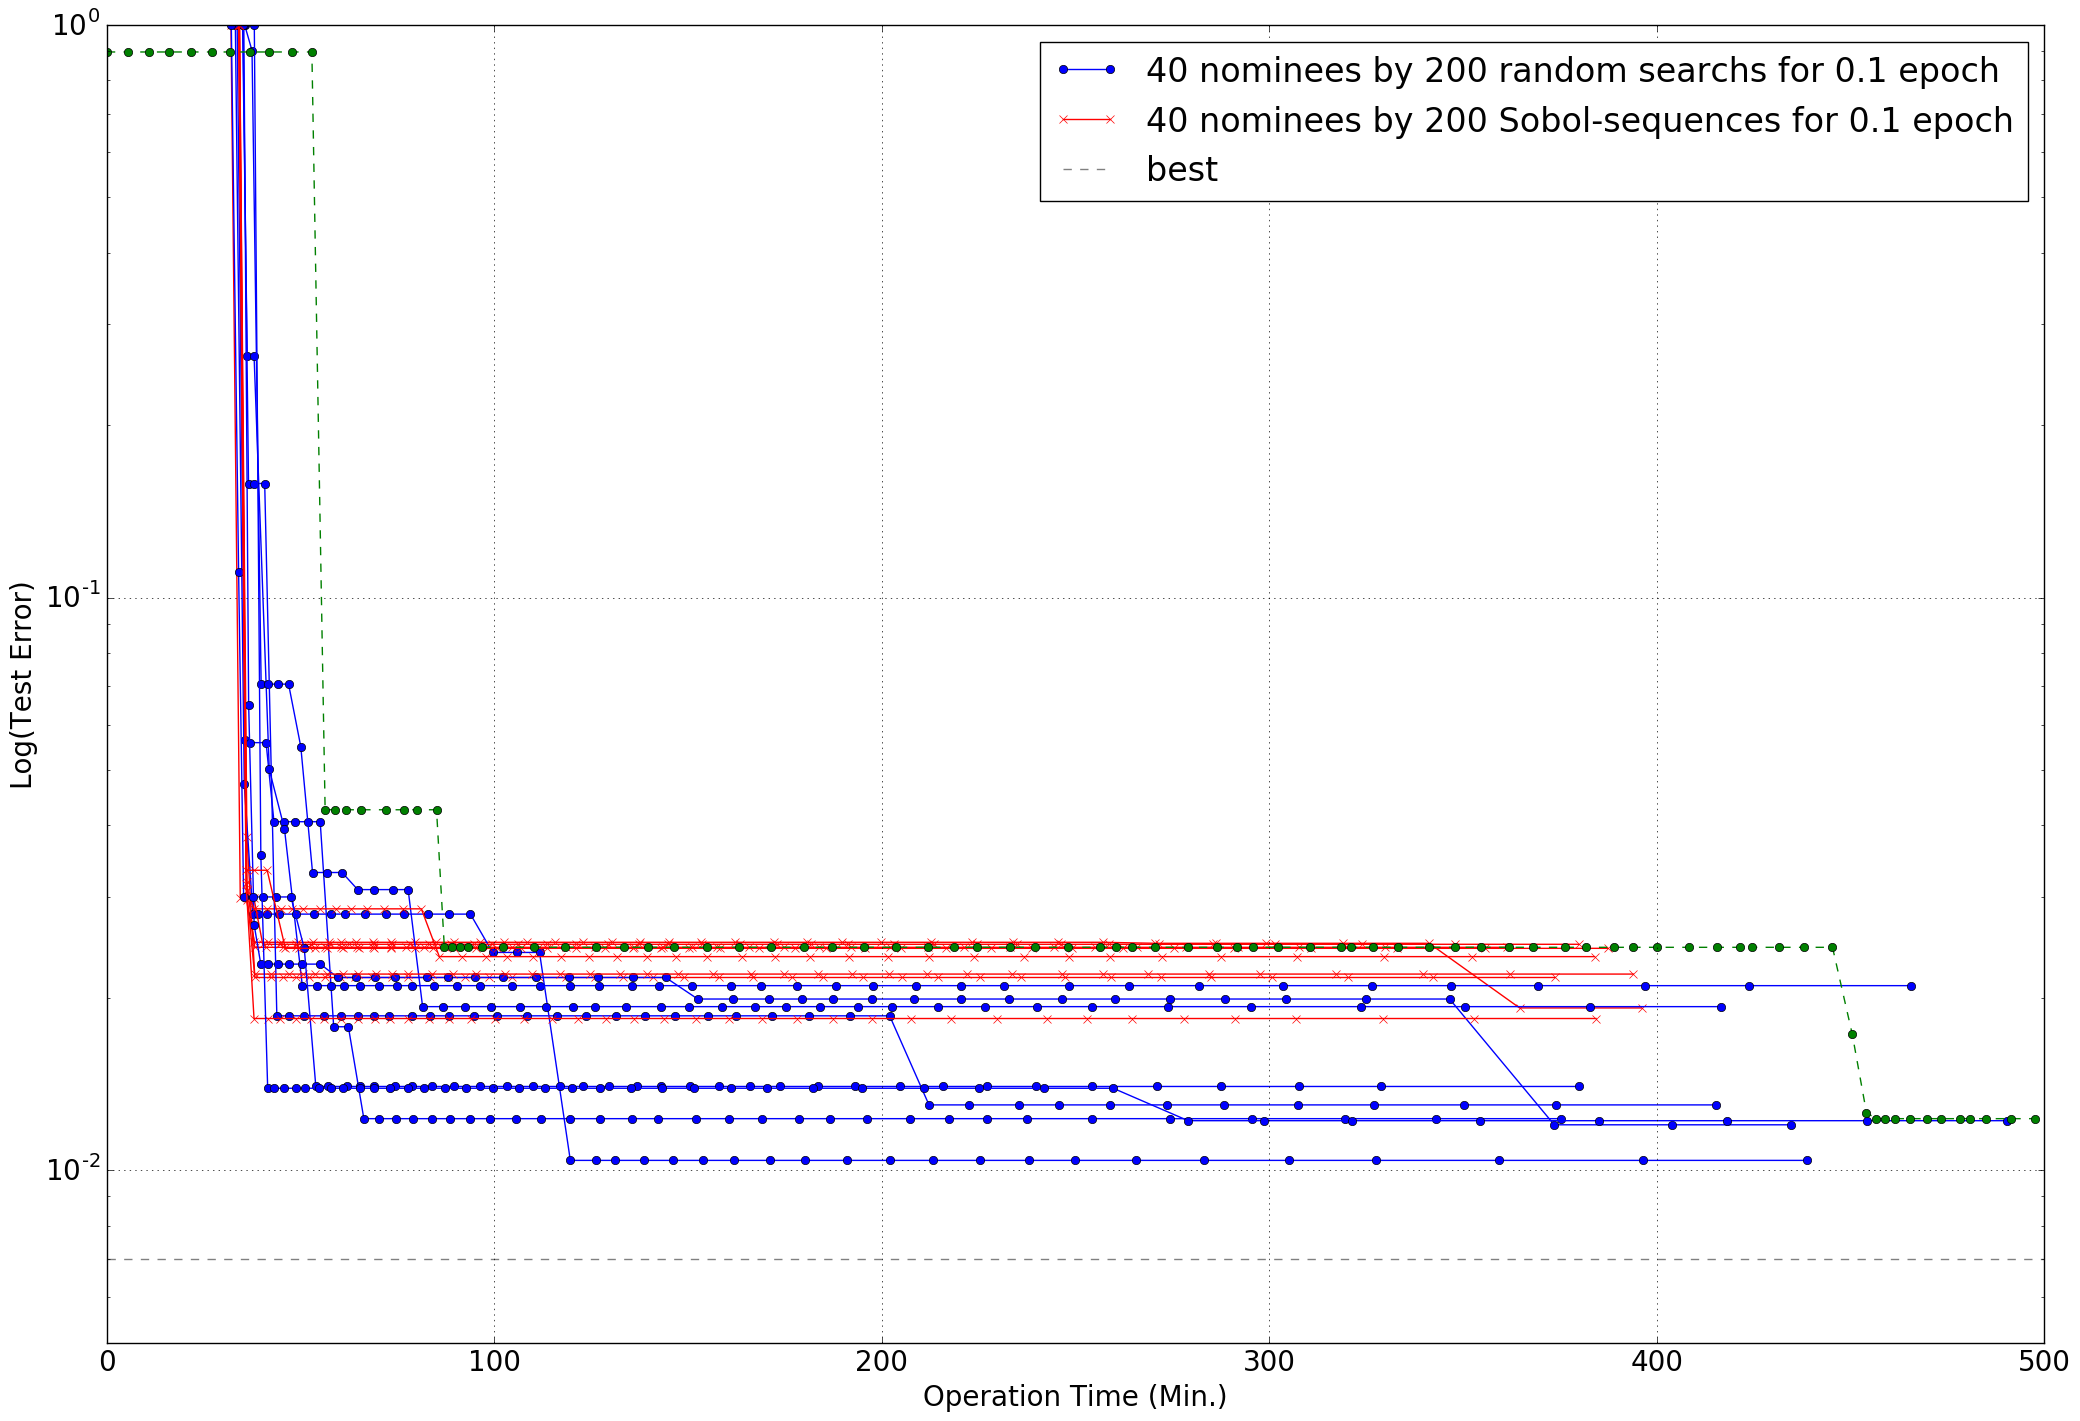 10^0
40 nominees by 200 random searchs for 0.1 epoch
40 nominees by 200 Sobol-sequences for 0.1 epoch
best
10^-1
Log(Test Error)
10^-2
0 100 200 300 400 500
Operation Time (Min.)